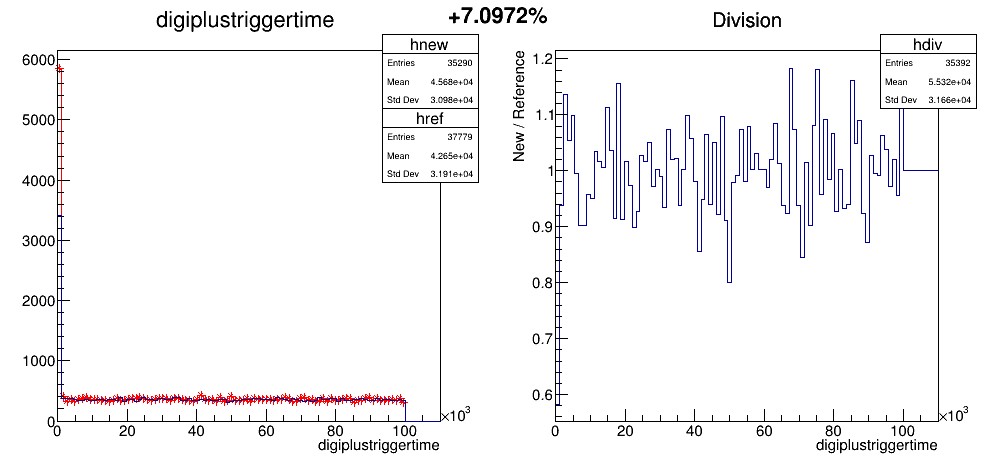 digiplustriggertime
+7.0972%
Division
hnew
Entries 35290
Mean 4.568e+04
Std Dev 3.098e+04
href
Entries 37779
Mean 4.265e+04
Std Dev 3.191e+04
6000
5000
4000
3000
2000
1000
0
0 20 40 60 80 100
×10³
digiplustriggertime
hdiv
Entries 35392
Mean 5.532e+04
Std Dev 3.166e+04
New / Reference
1.2
1.1
1
0.9
0.8
0.7
0.6
0 20 40 60 80 100
×10³
digiplustriggertime